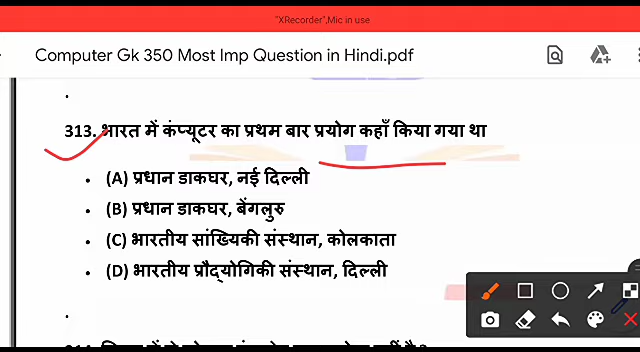 "XRecorder",Mic in use
Computer Gk 350 Most Imp Question in Hindi.pdf
.
313. भारत में कंप्यूटर का प्रथम बार प्रयोग कहाँ किया गया था
• (A) प्रधान डाकघर, नई दिल्ली
• (B) प्रधान डाकघर, बेंगलुरु
• (C) भारतीय सांख्यिकी संस्थान, कोलकाता
• (D) भारतीय प्रौद्योगिकी संस्थान, दिल्ली
.